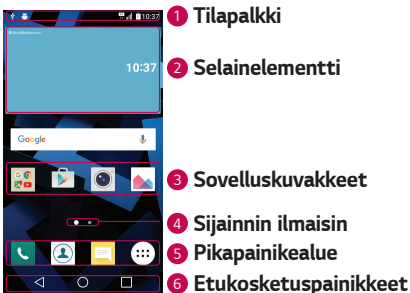 10:37
1 Tilapalkki
10:37
2 Selainelementti
Google
3 Sovelluskuvakkeet
4 Sijainnin ilmaisin
5 Pikapainikealue
6 Etukosketuspainikkeet